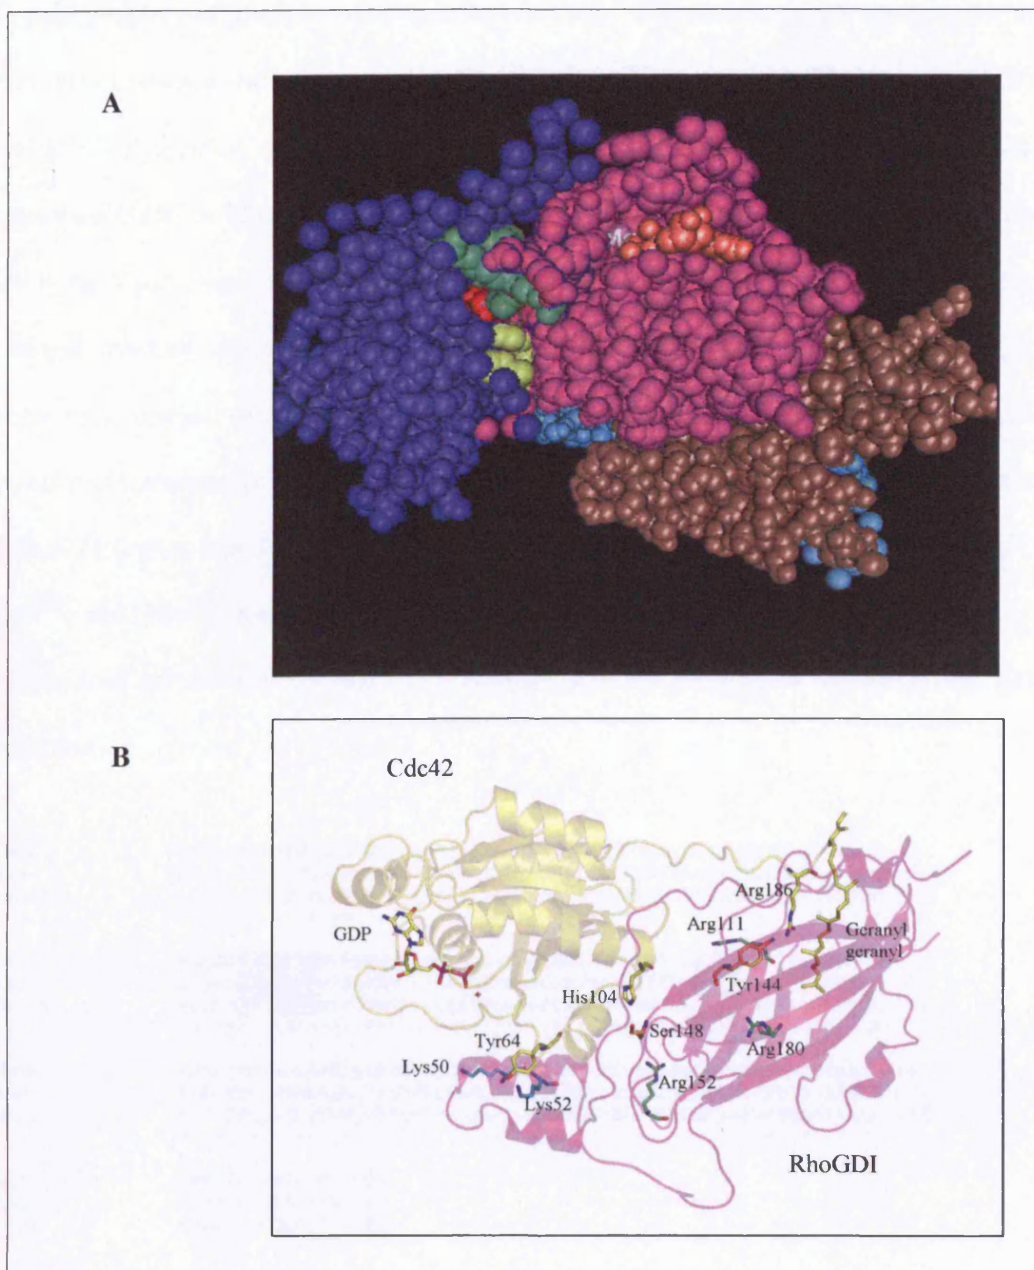 A
B
Cdc42
Arg186
Arg111
GDP
Geranyl
geranyl
Tyr144
His104
Ser148
Tyr64
Arg180
Lys50
Arg152
Lys52
RhoGDI